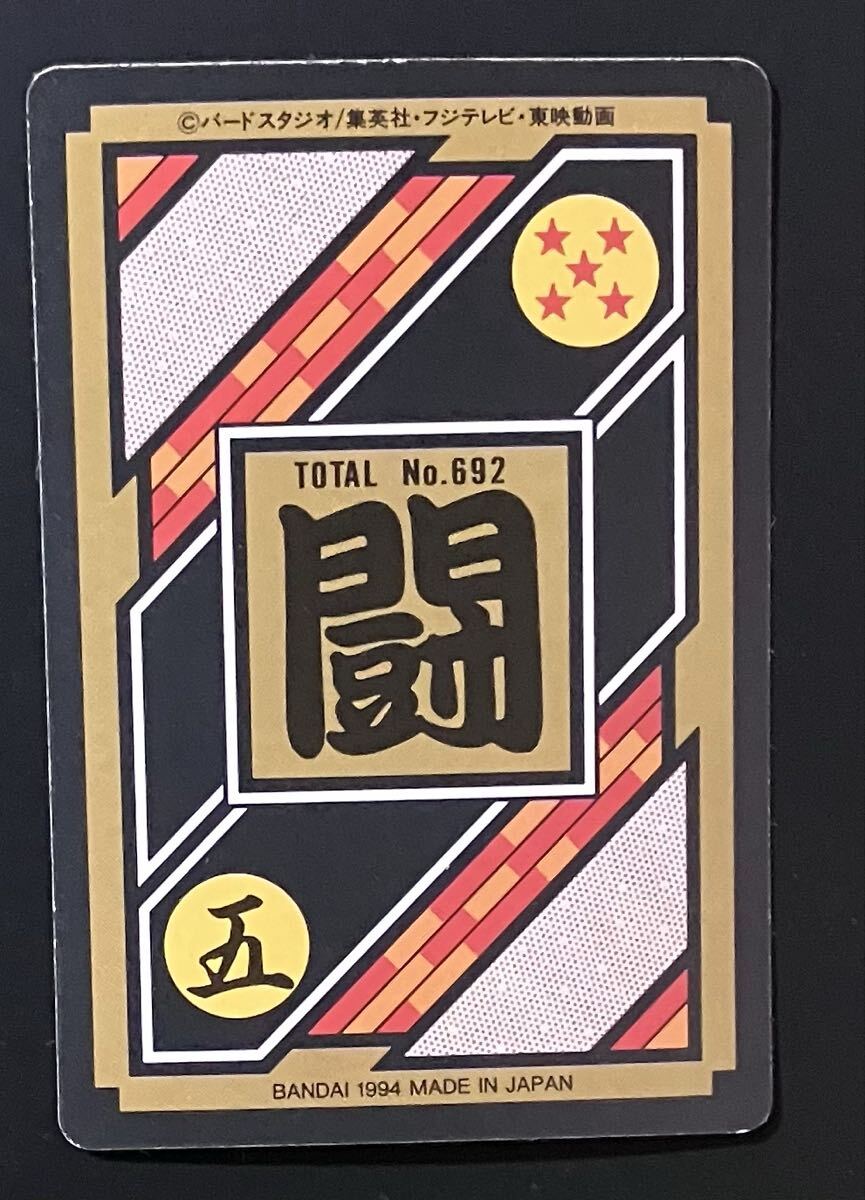 ©バードスタジオ/集英社・フジテレビ・東映動画
TOTAL No.692
闘
五
BANDAI 1994 MADE IN JAPAN